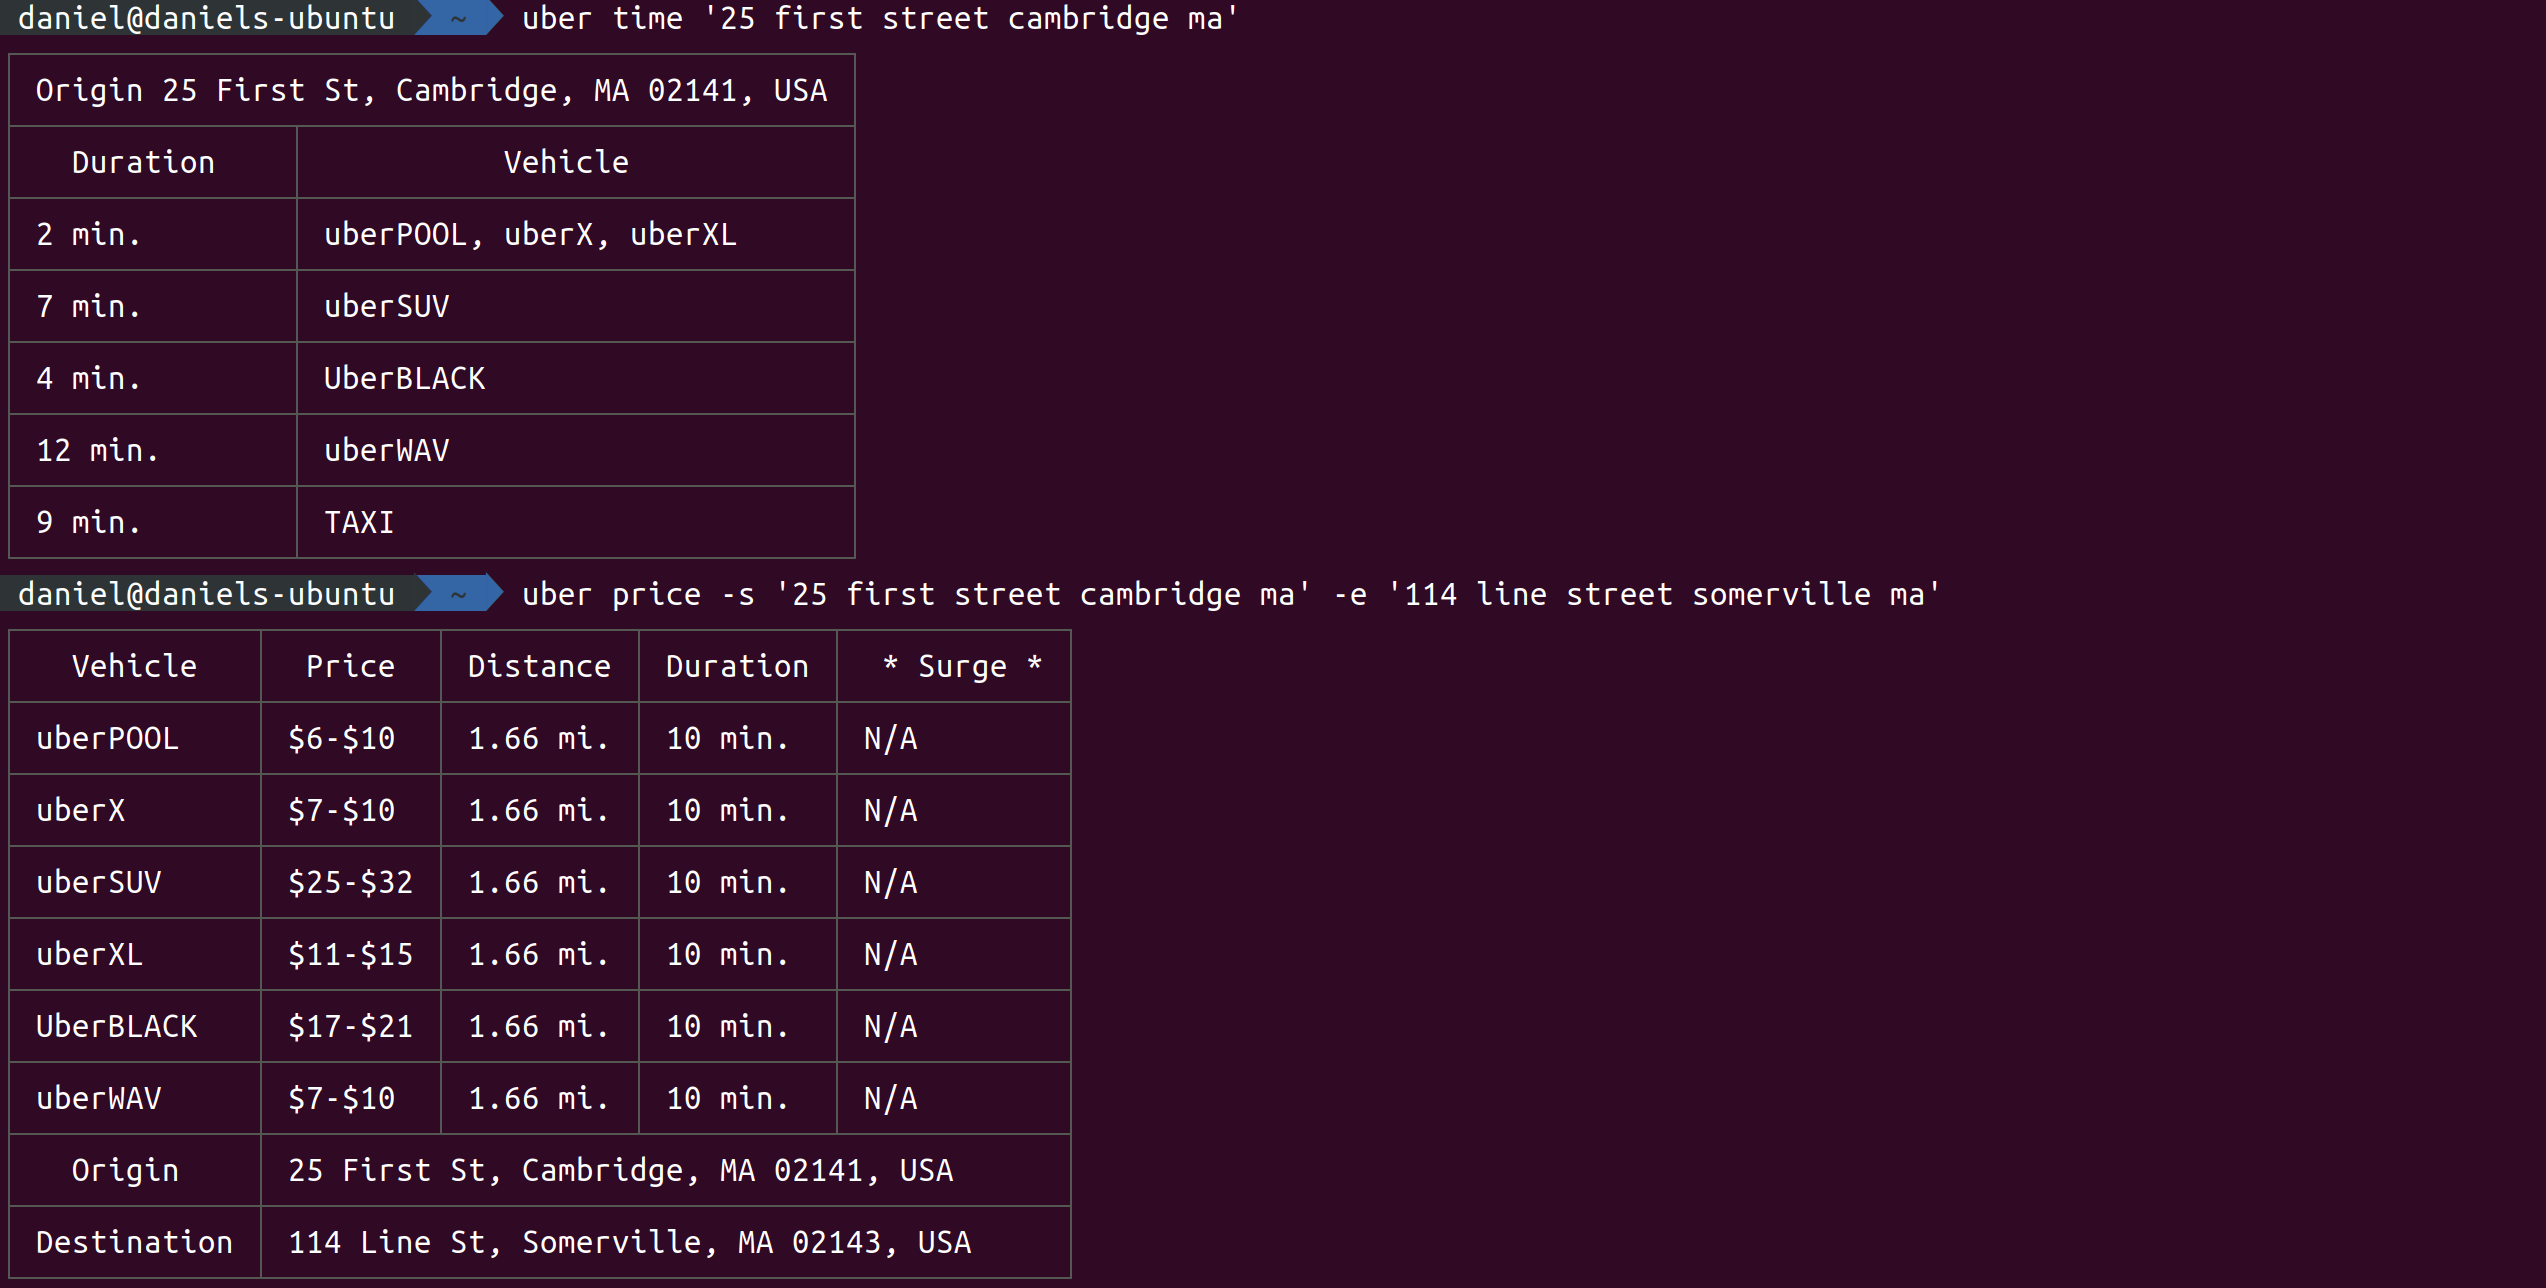 daniel@daniels-ubuntu ~ uber time '25 first street cambridge ma'
Origin 25 First St, Cambridge, MA 02141, USA
Duration Vehicle
2 min. uberPOOL, uberX, uberXL
7 min. uberSUV
4 min. UberBLACK
12 min. uberWAV
9 min. TAXI
daniel@daniels-ubuntu ~ uber price -s '25 first street cambridge ma' -e '114 line street somerville ma'
Vehicle Price Distance Duration * Surge *
uberPOOL $6-$10 1.66 mi. 10 min. N/A
uberX $7-$10 1.66 mi. 10 min. N/A
uberSUV $25-$32 1.66 mi. 10 min. N/A
uberXL $11-$15 1.66 mi. 10 min. N/A
UberBLACK $17-$21 1.66 mi. 10 min. N/A
uberWAV $7-$10 1.66 mi. 10 min. N/A
Origin 25 First St, Cambridge, MA 02141, USA
Destination 114 Line St, Somerville, MA 02143, USA